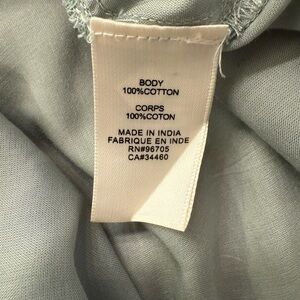 BODY
100%COTTON
CORPS
100%COTON
MADE IN INDIA
FABRIQUE EN INDE
RN#96705
CA#34460